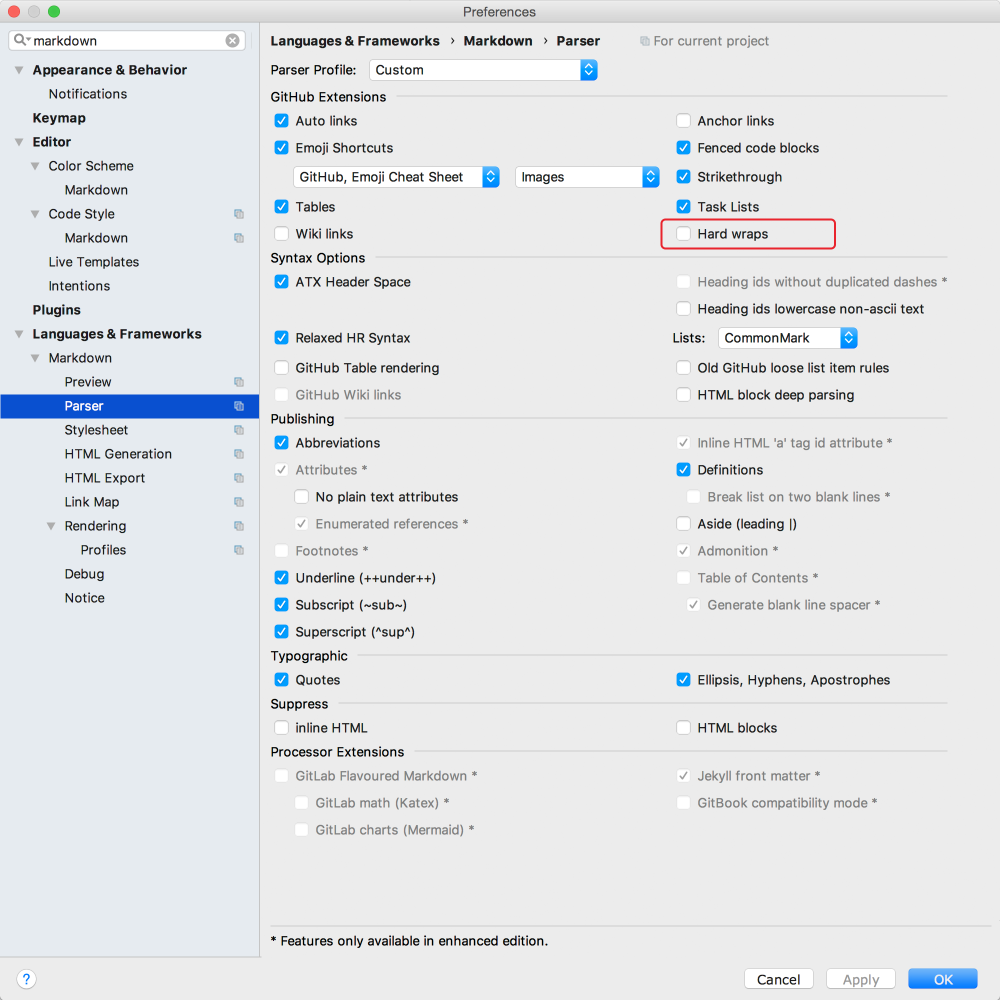 Preferences
markdown
Appearance & Behavior
Notifications
Keymap
Editor
Color Scheme
Markdown
Code Style
Markdown
Live Templates
Intentions
Plugins
Languages & Frameworks
Markdown
Preview
Parser
Stylesheet
HTML Generation
HTML Export
Link Map
Rendering
Profiles
Debug
Notice
?
Languages & Frameworks › Markdown › Parser For current project
Parser Profile: Custom
GitHub Extensions
Auto links Anchor links
Emoji Shortcuts Fenced code blocks
GitHub, Emoji Cheat Sheet Images Strikethrough
Tables Task Lists
Wiki links Hard wraps
Syntax Options
ATX Header Space Heading ids without duplicated dashes *
Heading ids lowercase non-ascii text
Relaxed HR Syntax Lists: CommonMark
GitHub Table rendering Old GitHub loose list item rules
GitHub Wiki links HTML block deep parsing
Publishing
Abbreviations Inline HTML 'a' tag id attribute *
Attributes * Definitions
No plain text attributes Break list on two blank lines *
Enumerated references * Aside (leading |)
Footnotes * Admonition *
Underline (++under++) Table of Contents *
Subscript (~sub~) Generate blank line spacer *
Superscript (^sup^)
Typographic
Quotes Ellipsis, Hyphens, Apostrophes
Suppress
inline HTML HTML blocks
Processor Extensions
GitLab Flavoured Markdown * Jekyll front matter *
GitLab math (Katex) * GitBook compatibility mode *
GitLab charts (Mermaid) *
* Features only available in enhanced edition.
Cancel Apply OK